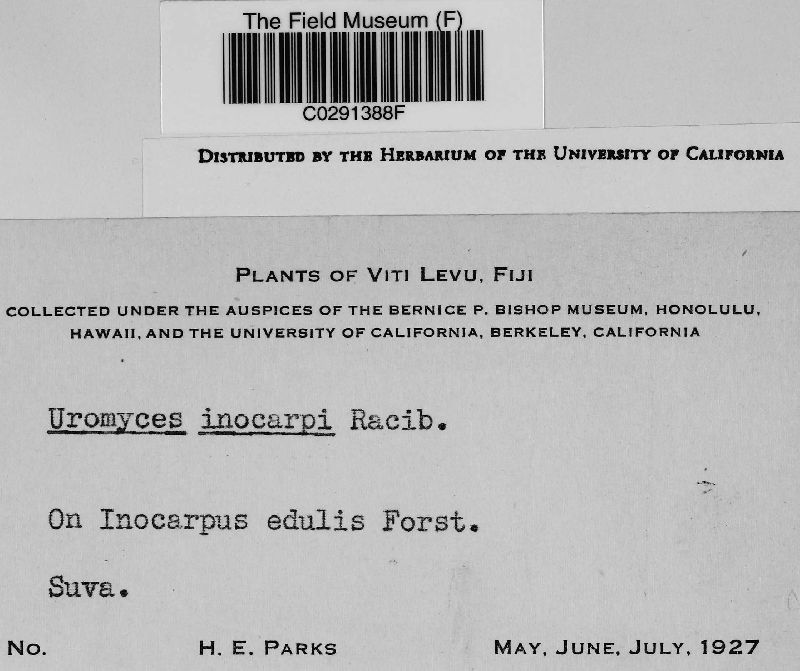 The Field Museum (F)
C0291388F
DISTRIBUTED BY THE HERBARIUM OF THE UNIVERSITY OF CALIFORNIA
PLANTS OF VITI LEVU, FIJI
COLLECTED UNDER THE AUSPICES OF THE BERNICE P. BISHOP MUSEUM, HONOLULU,
HAWAII, AND THE UNIVERSITY OF CALIFORNIA, BERKELEY, CALIFORNIA
Uromyces inocarpi Racib.
On Inocarpus edulis Forst.
Suva.
No. H. E. PARKS MAY, JUNE, JULY, 1927